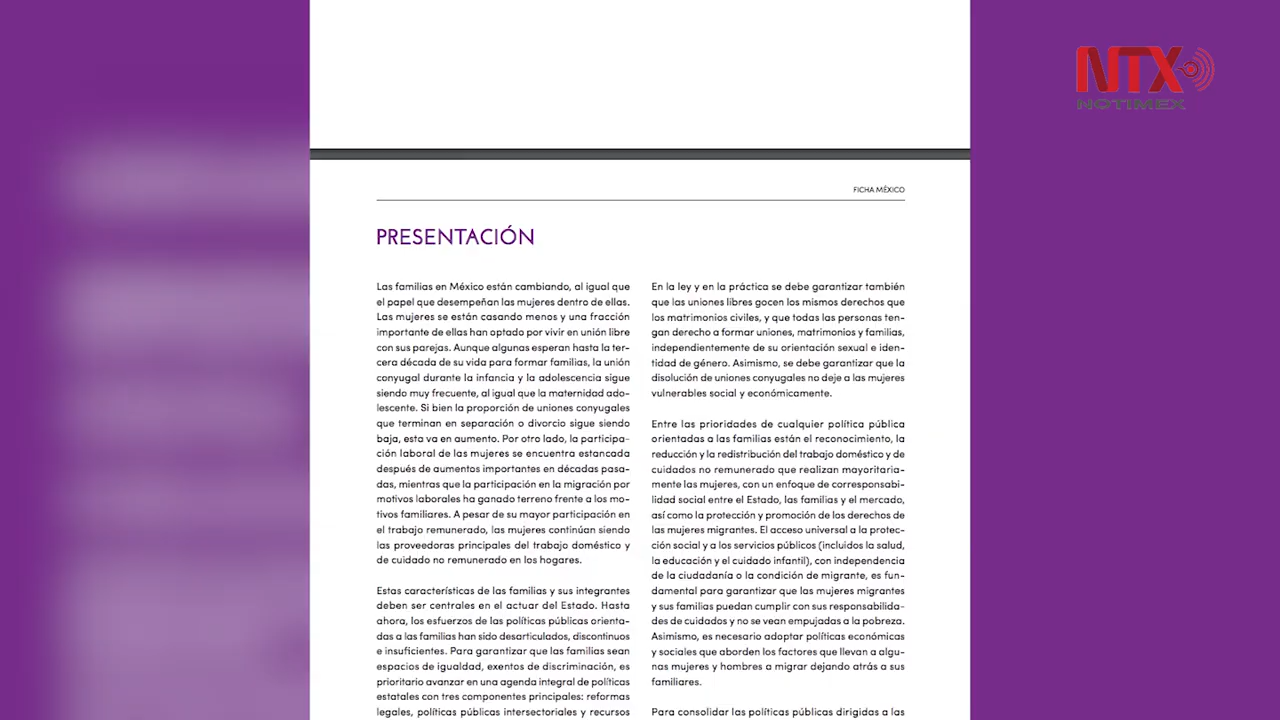 NTX
NOTIMEX
FICHA MÉXICO
PRESENTACIÓN
Las familias en México están cambiando, al igual que
el papel que desempeñan las mujeres dentro de ellas.
Las mujeres se están casando menos y una fracción
importante de ellas han optado por vivir en unión libre
con sus parejas. Aunque algunas esperan hasta la ter-
cera década de su vida para formar familias, la unión
conyugal durante la infancia y la adolescencia sigue
siendo muy frecuente, al igual que la maternidad ado-
lescente. Si bien la proporción de uniones conyugales
que terminan en separación o divorcio sigue siendo
baja, esta va en aumento. Por otro lado, la participa-
ción laboral de las mujeres se encuentra estancada
después de aumentos importantes en décadas pasa-
das, mientras que la participación en la migración por
motivos laborales ha ganado terreno frente a los mo-
tivos familiares. A pesar de su mayor participación en
el trabajo remunerado, las mujeres continúan siendo
las proveedoras principales del trabajo doméstico y
de cuidado no remunerado en los hogares.
Estas características de las familias y sus integrantes
deben ser centrales en el actuar del Estado. Hasta
ahora, los esfuerzos de las políticas públicas orienta-
das a las familias han sido desarticulados, discontinuos
e insuficientes. Para garantizar que las familias sean
espacios de igualdad, exentos de discriminación, es
prioritario avanzar en una agenda integral de políticas
estatales con tres componentes principales: reformas
legales, políticas públicas intersectoriales y recursos
En la ley y en la práctica se debe garantizar también
que las uniones libres gocen los mismos derechos que
los matrimonios civiles, y que todas las personas ten-
gan derecho a formar uniones, matrimonios y familias,
independientemente de su orientación sexual e iden-
tidad de género. Asimismo, se debe garantizar que la
disolución de uniones conyugales no deje a las mujeres
vulnerables social y económicamente.
Entre las prioridades de cualquier política pública
orientadas a las familias están el reconocimiento, la
reducción y la redistribución del trabajo doméstico y de
cuidados no remunerado que realizan mayoritaria-
mente las mujeres, con un enfoque de corresponsabi-
lidad social entre el Estado, las familias y el mercado,
así como la protección y promoción de los derechos de
las mujeres migrantes. El acceso universal a la protec-
ción social y a los servicios públicos (incluidos la salud,
la educación y el cuidado infantil), con independencia
de la ciudadanía o la condición de migrante, es fun-
damental para garantizar que las mujeres migrantes
y sus familias puedan cumplir con sus responsabilida-
des de cuidados y no se vean empujadas a la pobreza.
Asimismo, es necesario adoptar políticas económicas
y sociales que aborden los factores que llevan a algu-
nas mujeres y hombres a migrar dejando atrás a sus
familiares.
Para consolidar las políticas públicas dirigidas a las